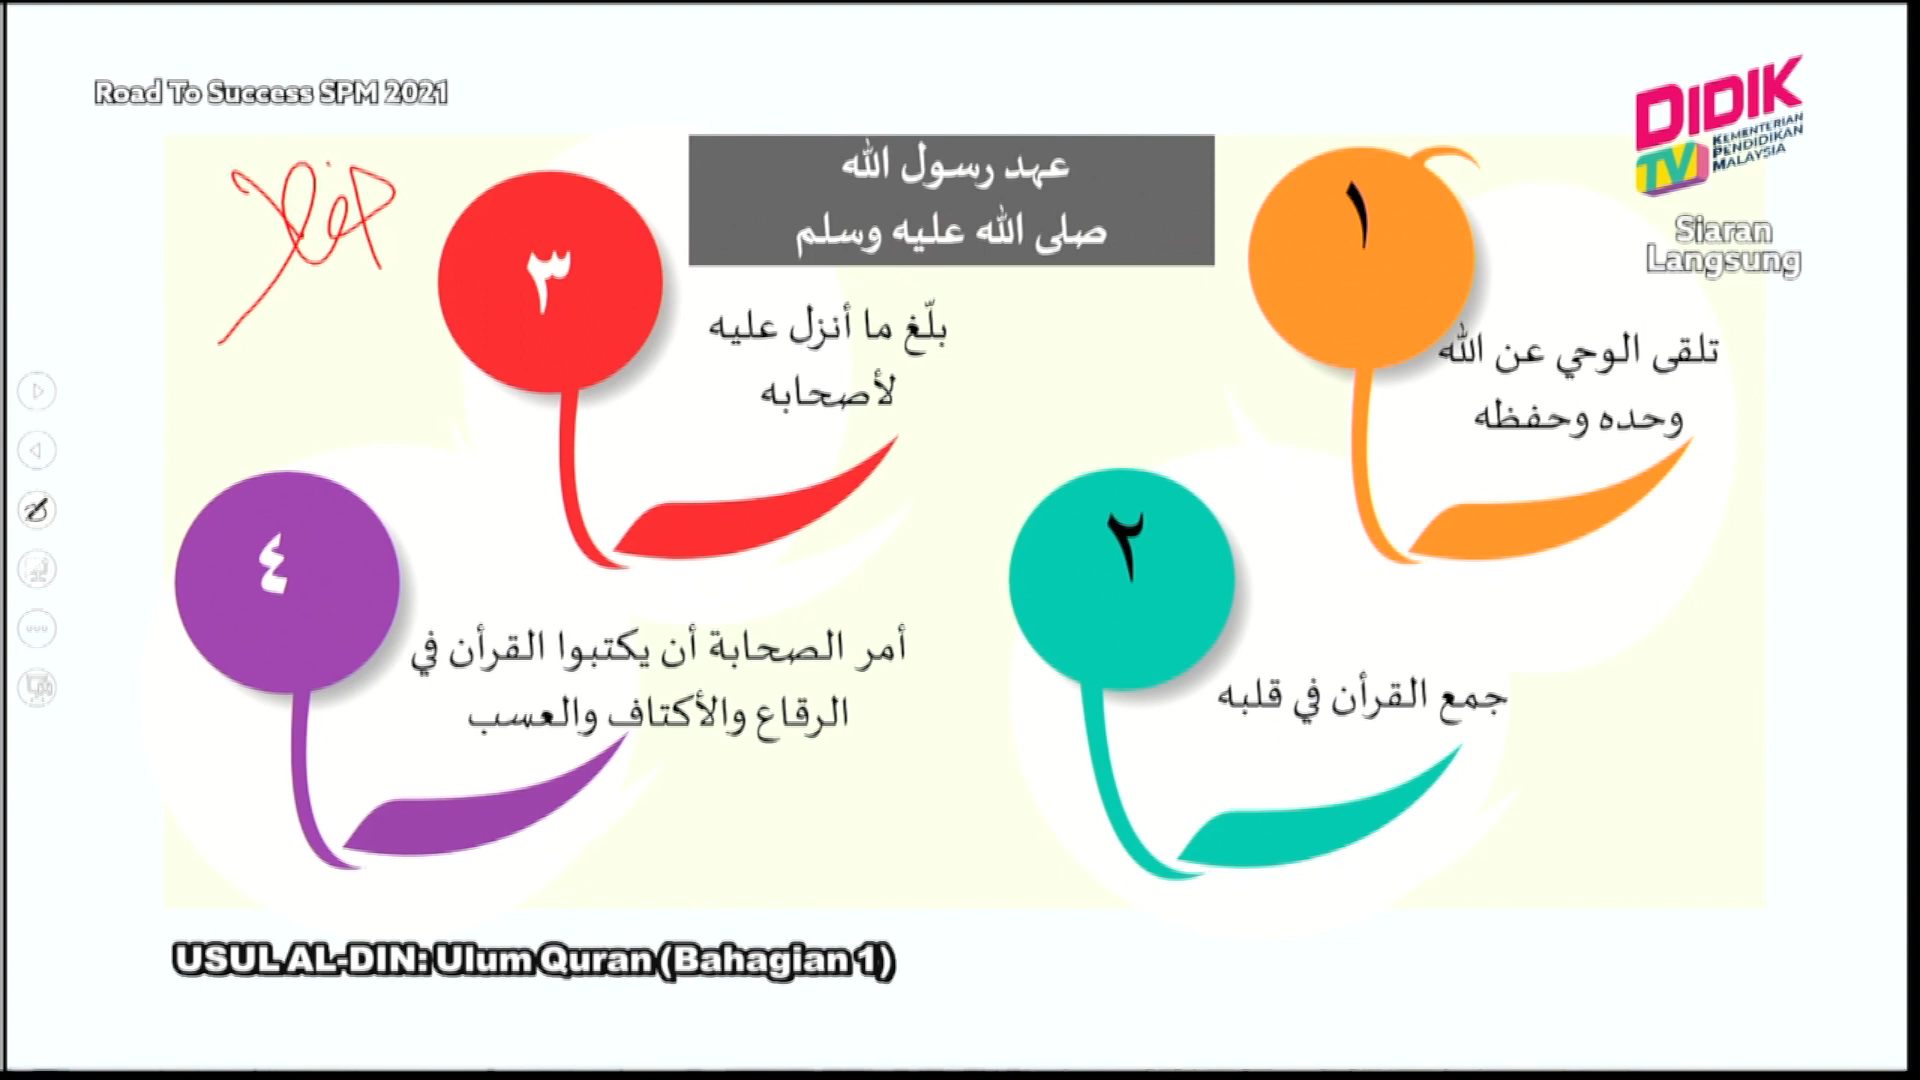 Road To Success SPM 2021
DIDIK
TV
KEMENTERIAN
PENDIDIKAN
MALAYSIA
Siaran
Langsung
عهد رسول الله
صلى الله عليه وسلم
١
تلقى الوحي عن الله
وحده وحفظه
٢
جمع القرأن في قلبه
٣
بلّغ ما أنزل عليه
لأصحابه
٤
أمر الصحابة أن يكتبوا القرأن في
الرقاع والأكتاف والعسب
USUL AL-DIN: Ulum Quran (Bahagian 1)